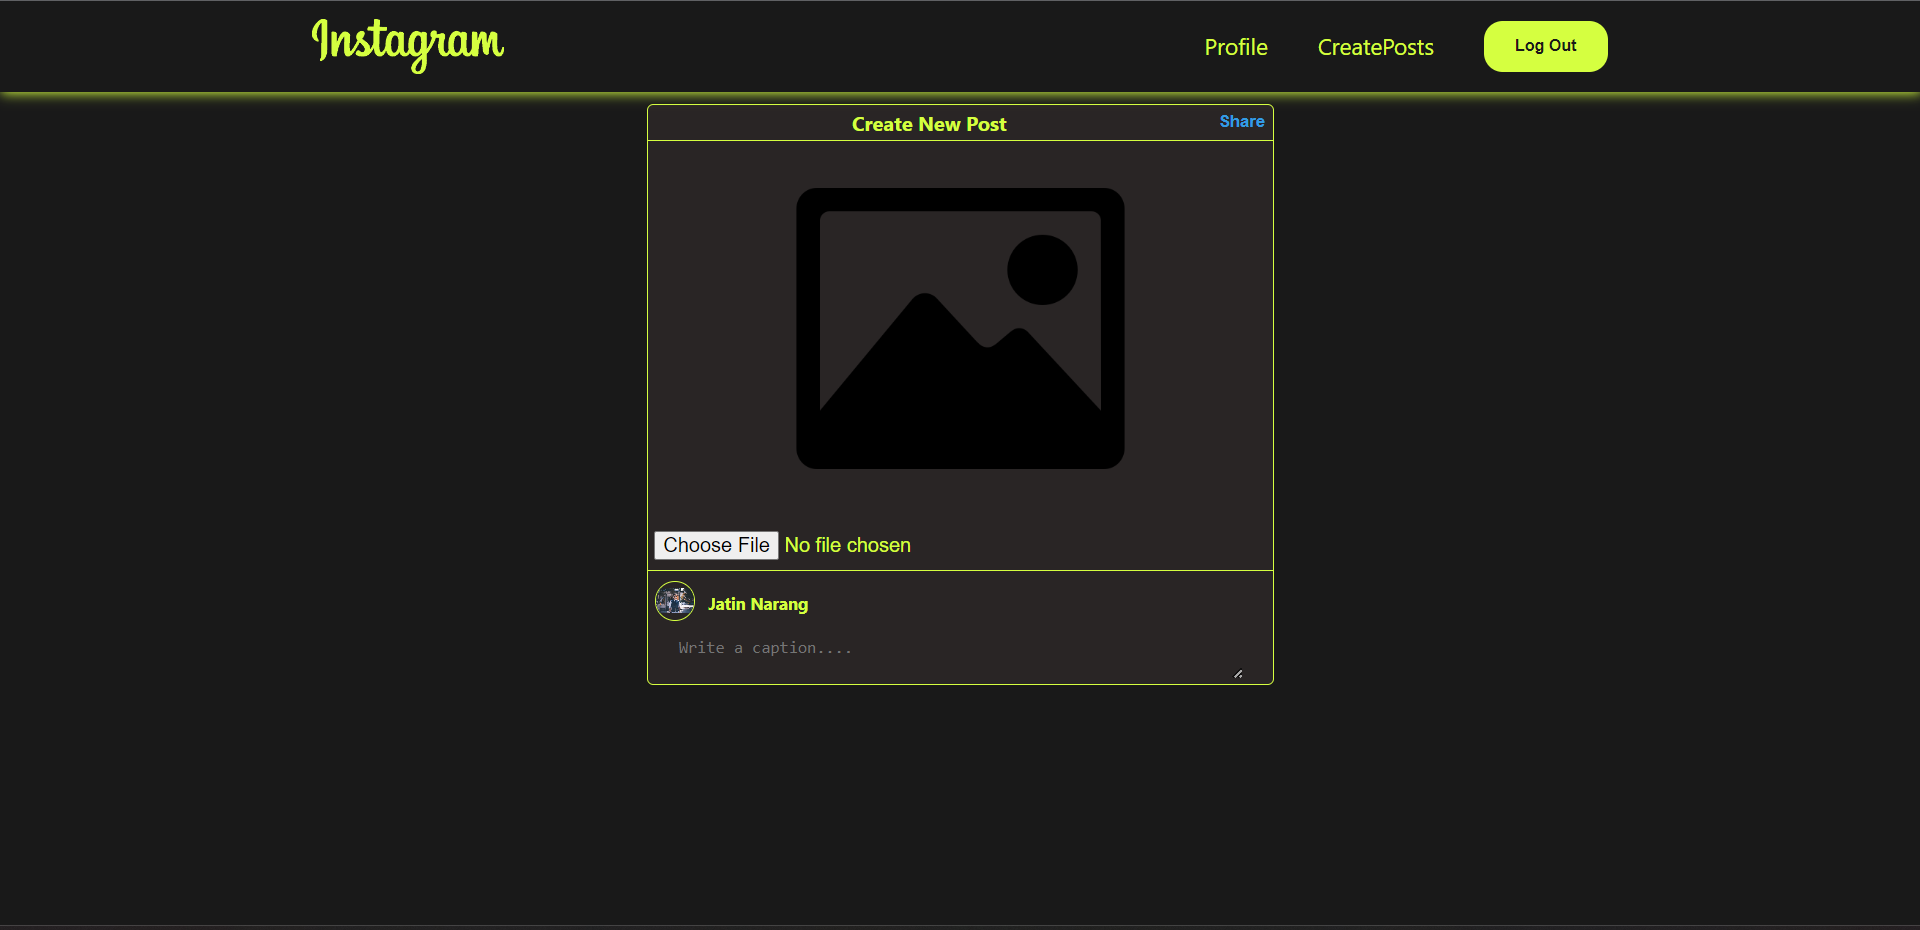 Instagram
Profile
CreatePosts
Log Out
Create New Post
Share
Choose File No file chosen
Jatin Narang
Write a caption....